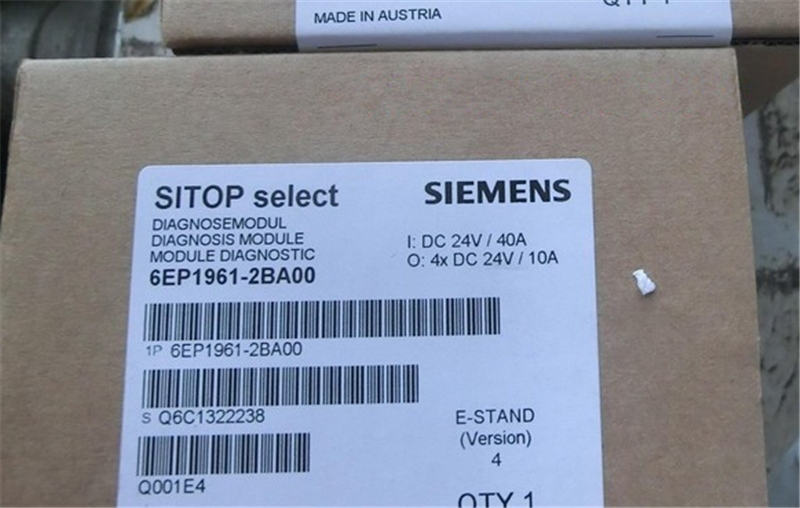 MADE IN AUSTRIA
SITOP select
SIEMENS
DIAGNOSEMODUL
DIAGNOSIS MODULE
MODULE DIAGNOSTIC
6EP1961-2BA00
I: DC 24V / 40A
O: 4x DC 24V / 10A
1P 6EP1961-2BA00
S Q6C1322238
Q001E4
E-STAND
(Version)
4
QTY 1